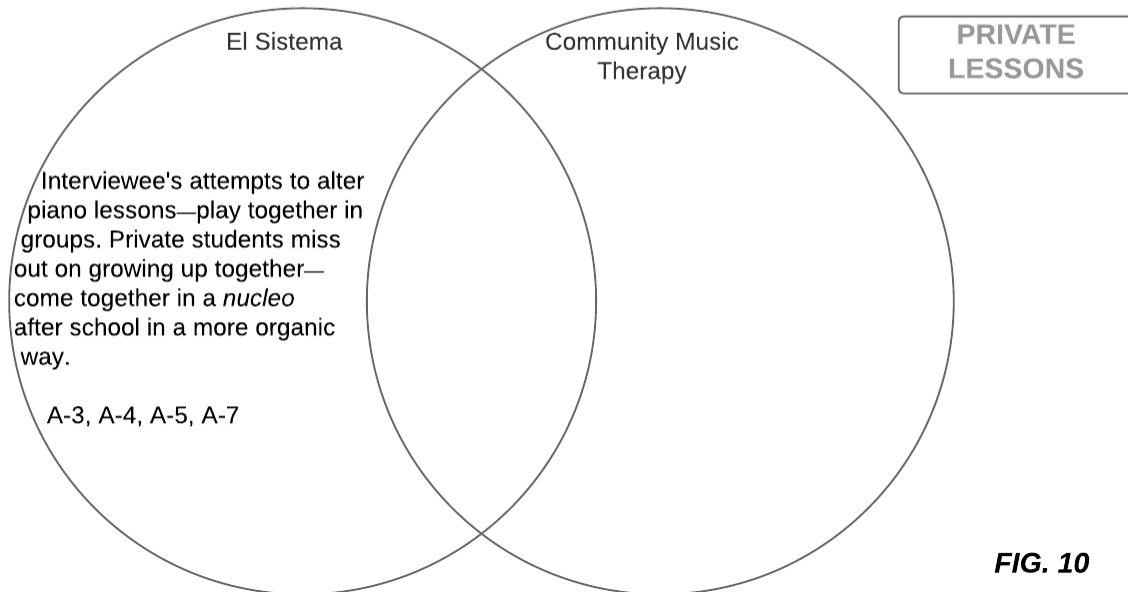 El Sistema
Community Music
Therapy
PRIVATE
LESSONS
Interviewee's attempts to alter
piano lessons—play together in
groups. Private students miss
out on growing up together—
come together in a nucleo
after school in a more organic
way.
A-3, A-4, A-5, A-7
FIG. 10